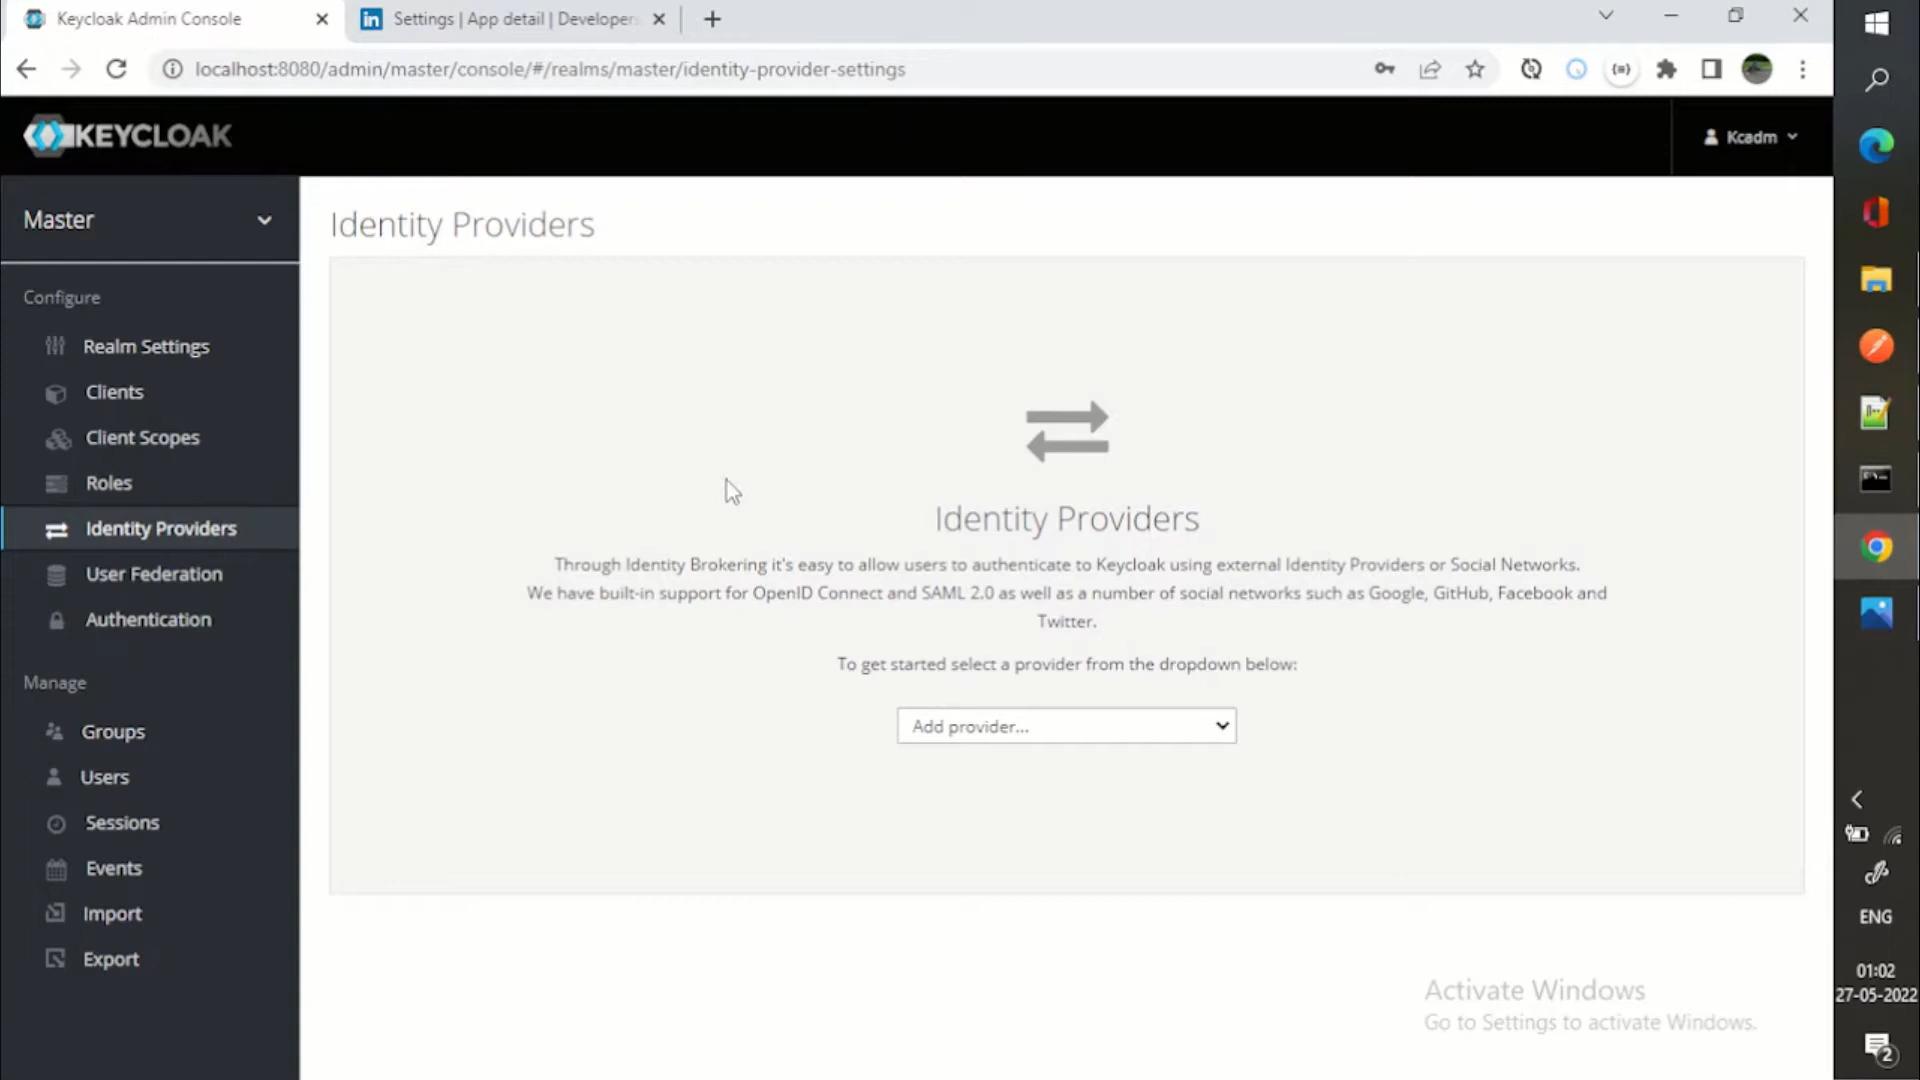 Keycloak Admin Console
Settings | App detail | Developer
localhost:8080/admin/master/console/#/realms/master/identity-provider-settings
KEYCLOAK
Kcadm
Master
Configure
Realm Settings
Clients
Client Scopes
Roles
Identity Providers
User Federation
Authentication
Manage
Groups
Users
Sessions
Events
Import
Export
Identity Providers
Identity Providers
Through Identity Brokering it's easy to allow users to authenticate to Keycloak using external Identity Providers or Social Networks.
We have built-in support for OpenID Connect and SAML 2.0 as well as a number of social networks such as Google, GitHub, Facebook and
Twitter.
To get started select a provider from the dropdown below:
Add provider...
Activate Windows
Go to Settings to activate Windows.
ENG
01:02
27-05-2022
2